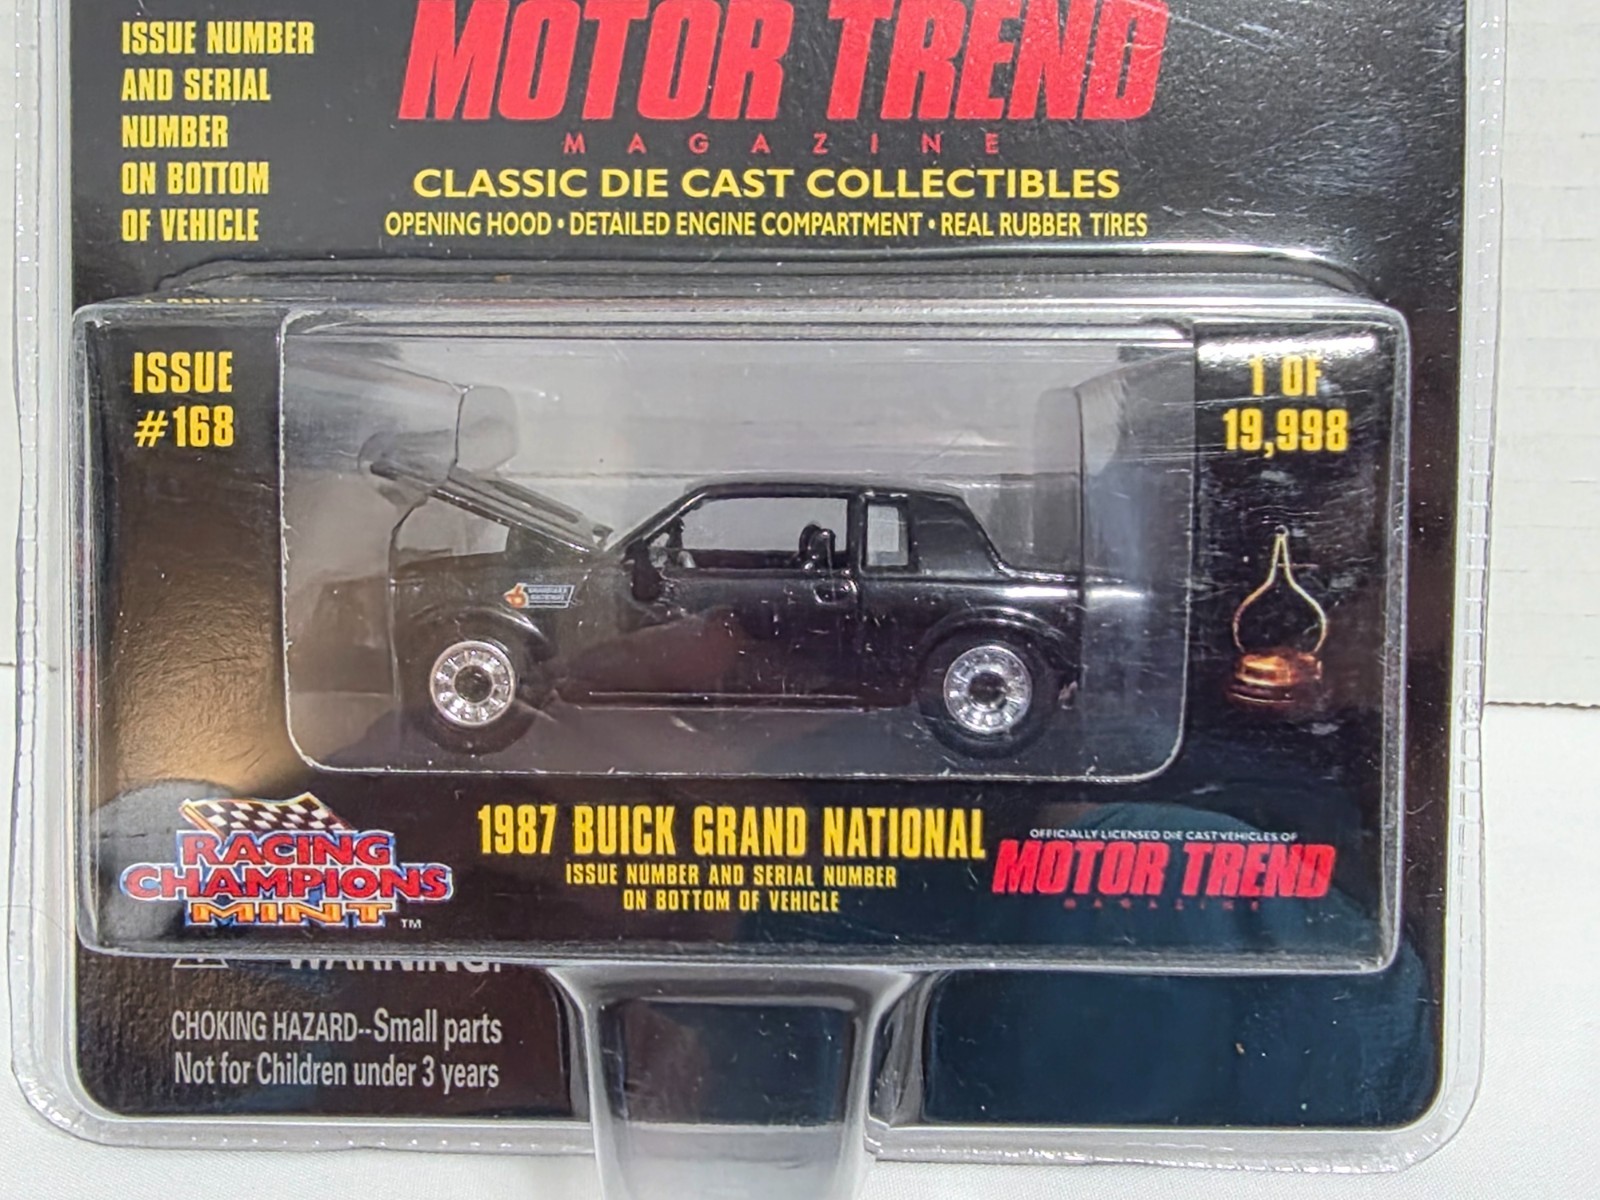 ISSUE NUMBER
AND SERIAL
NUMBER
ON BOTTOM
OF VEHICLE
MOTOR TREND
MAGAZINE
CLASSIC DIE CAST COLLECTIBLES
OPENING HOOD • DETAILED ENGINE COMPARTMENT • REAL RUBBER TIRES
ISSUE
#168
1 OF
19,998
RACING
CHAMPIONS
MINT
TM
1987 BUICK GRAND NATIONAL
ISSUE NUMBER AND SERIAL NUMBER
ON BOTTOM OF VEHICLE
OFFICIALLY LICENSED DIE CAST VEHICLES OF
MOTOR TREND
MAGAZINE
WARNING:
CHOKING HAZARD--Small parts
Not for Children under 3 years